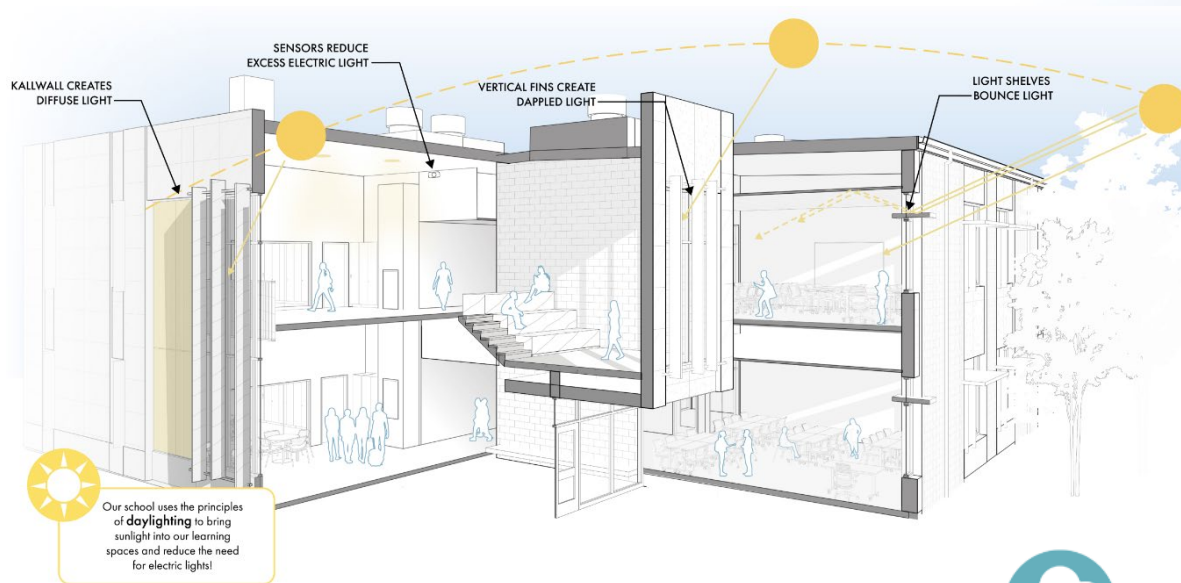 KALLWALL CREATES
DIFFUSE LIGHT
SENSORS REDUCE
EXCESS ELECTRIC LIGHT
VERTICAL FINS CREATE
DAPPLED LIGHT
LIGHT SHELVES
BOUNCE LIGHT
Our school uses the principles
of daylighting to bring
sunlight into our learning
spaces and reduce the need
for electric lights!